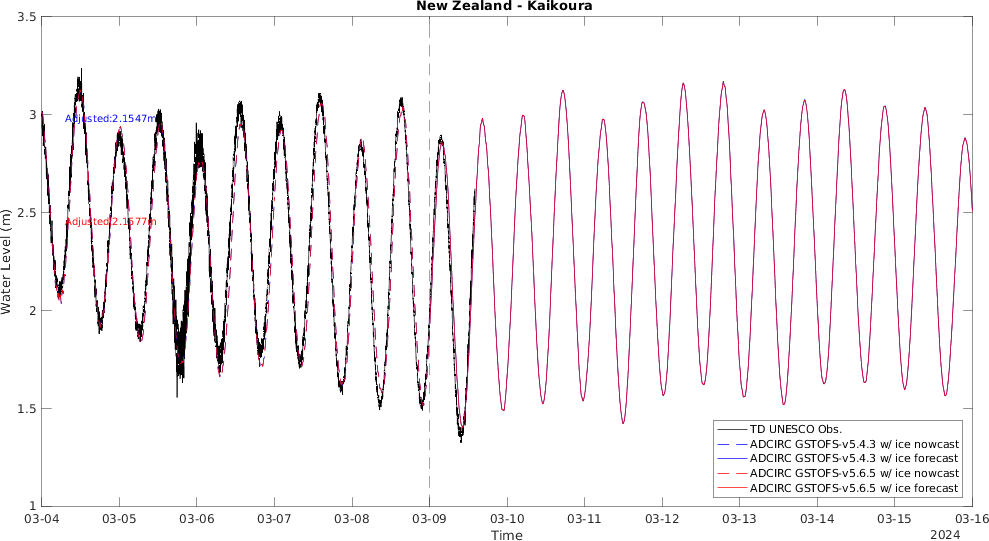 New Zealand - Kaikoura
3.5
3
2.5
2
1.5
1
Water Level (m)
Adjusted:2.1547m
Adjusted:2.1577m
TD UNESCO Obs.
ADCIRC GSTOFS-v5.4.3 w/ ice nowcast
ADCIRC GSTOFS-v5.4.3 w/ ice forecast
ADCIRC GSTOFS-v5.6.5 w/ ice nowcast
ADCIRC GSTOFS-v5.6.5 w/ ice forecast
03-04 03-05 03-06 03-07 03-08 03-09 03-10 03-11 03-12 03-13 03-14 03-15 03-16
Time
2024